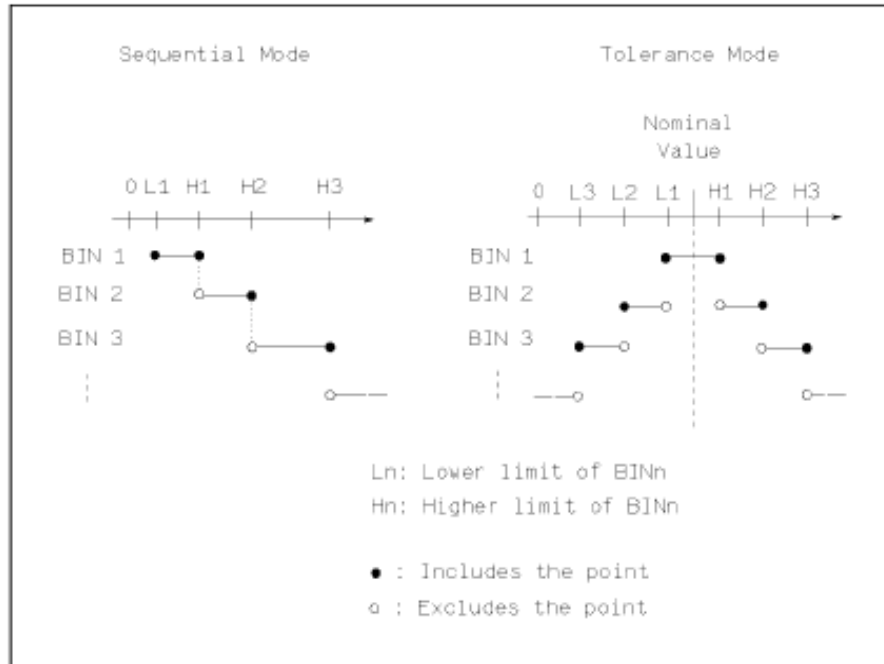 Sequential Mode
Tolerance Mode
Nominal
Value
0 L1 H1 H2 H3
0 L3 L2 L1 H1 H2 H3
BIN 1
BIN 2
BIN 3
BIN 1
BIN 2
BIN 3
Ln: Lower limit of BINn
Hn: Higher limit of BINn
● : Includes the point
○ : Excludes the point